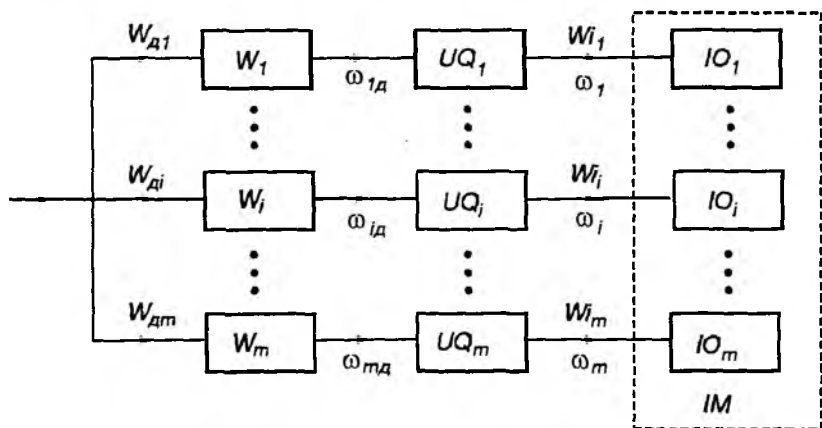 W_д1 W_1 ω_1д UQ_1 Wi_1 ω_1 IO_1
W_дi W_i ω_iд UQ_i Wi_i ω_i IO_i
W_дm W_m ω_mд UQ_m Wi_m ω_m IO_m
IM